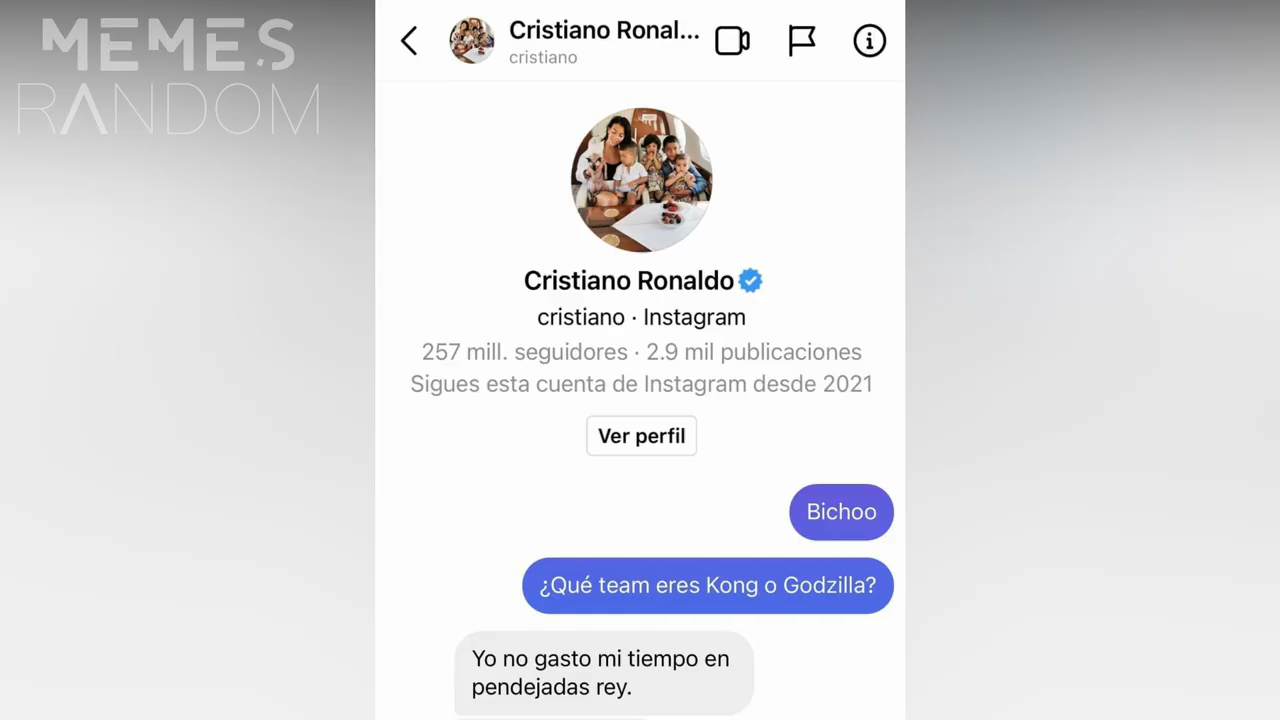 MEMES
RANDOM
Cristiano Ronal...
cristiano
Cristiano Ronaldo
cristiano · Instagram
257 mill. seguidores · 2.9 mil publicaciones
Sigues esta cuenta de Instagram desde 2021
Ver perfil
Bichoo
¿Qué team eres Kong o Godzilla?
Yo no gasto mi tiempo en
pendejadas rey.